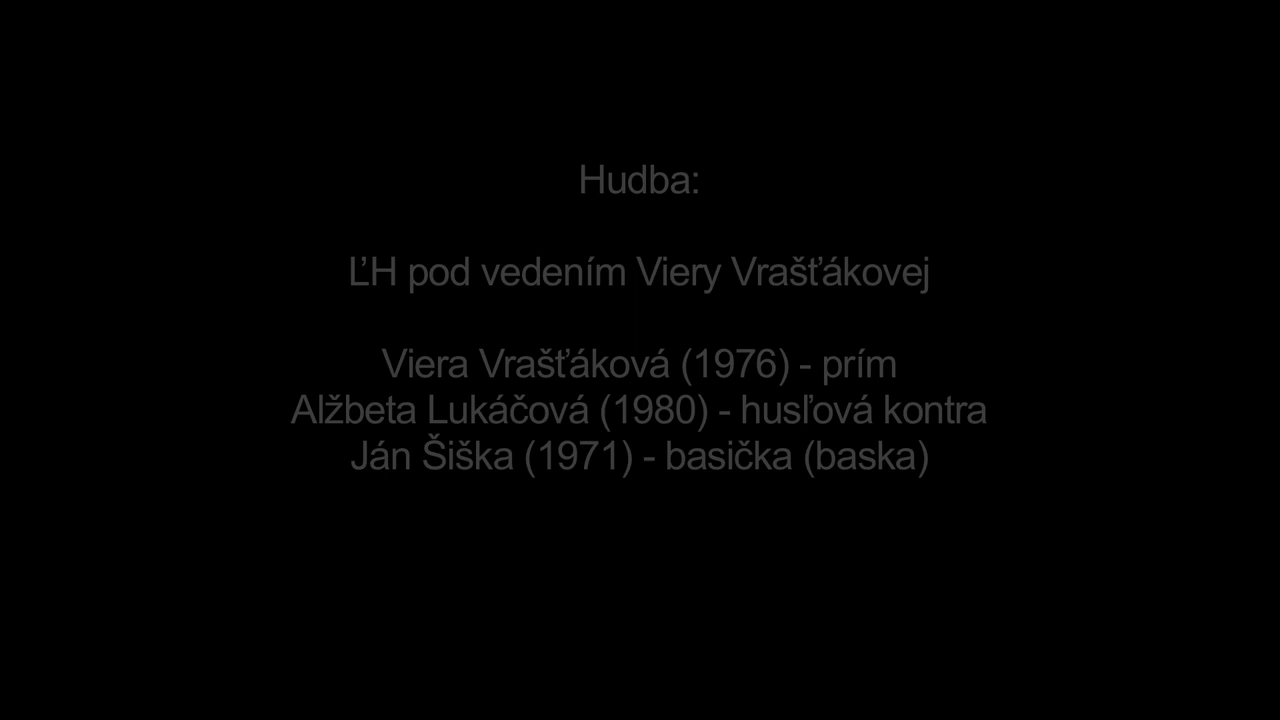 Hudba:
ĽH pod vedením Viery Vrašťákovej
Viera Vrašťáková (1976) - prím
Alžbeta Lukáčová (1980) - husľová kontra
Ján Šiška (1971) - basička (baska)